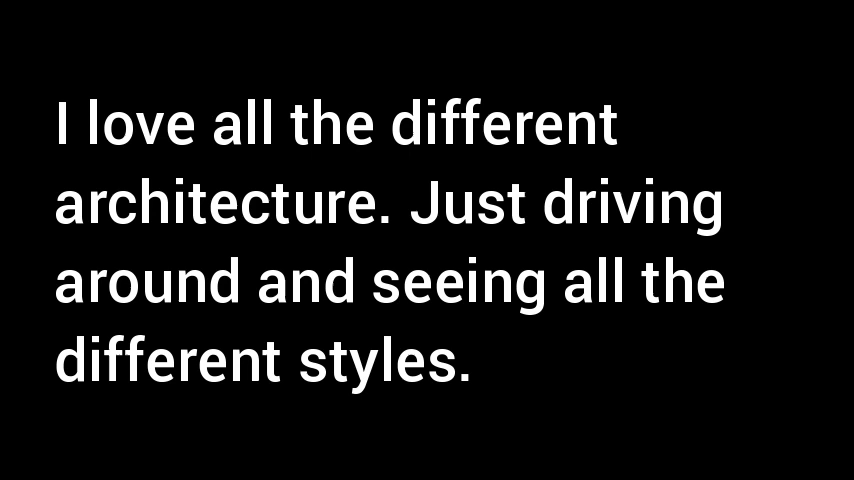 I love all the different
architecture. Just driving
around and seeing all the
different styles.